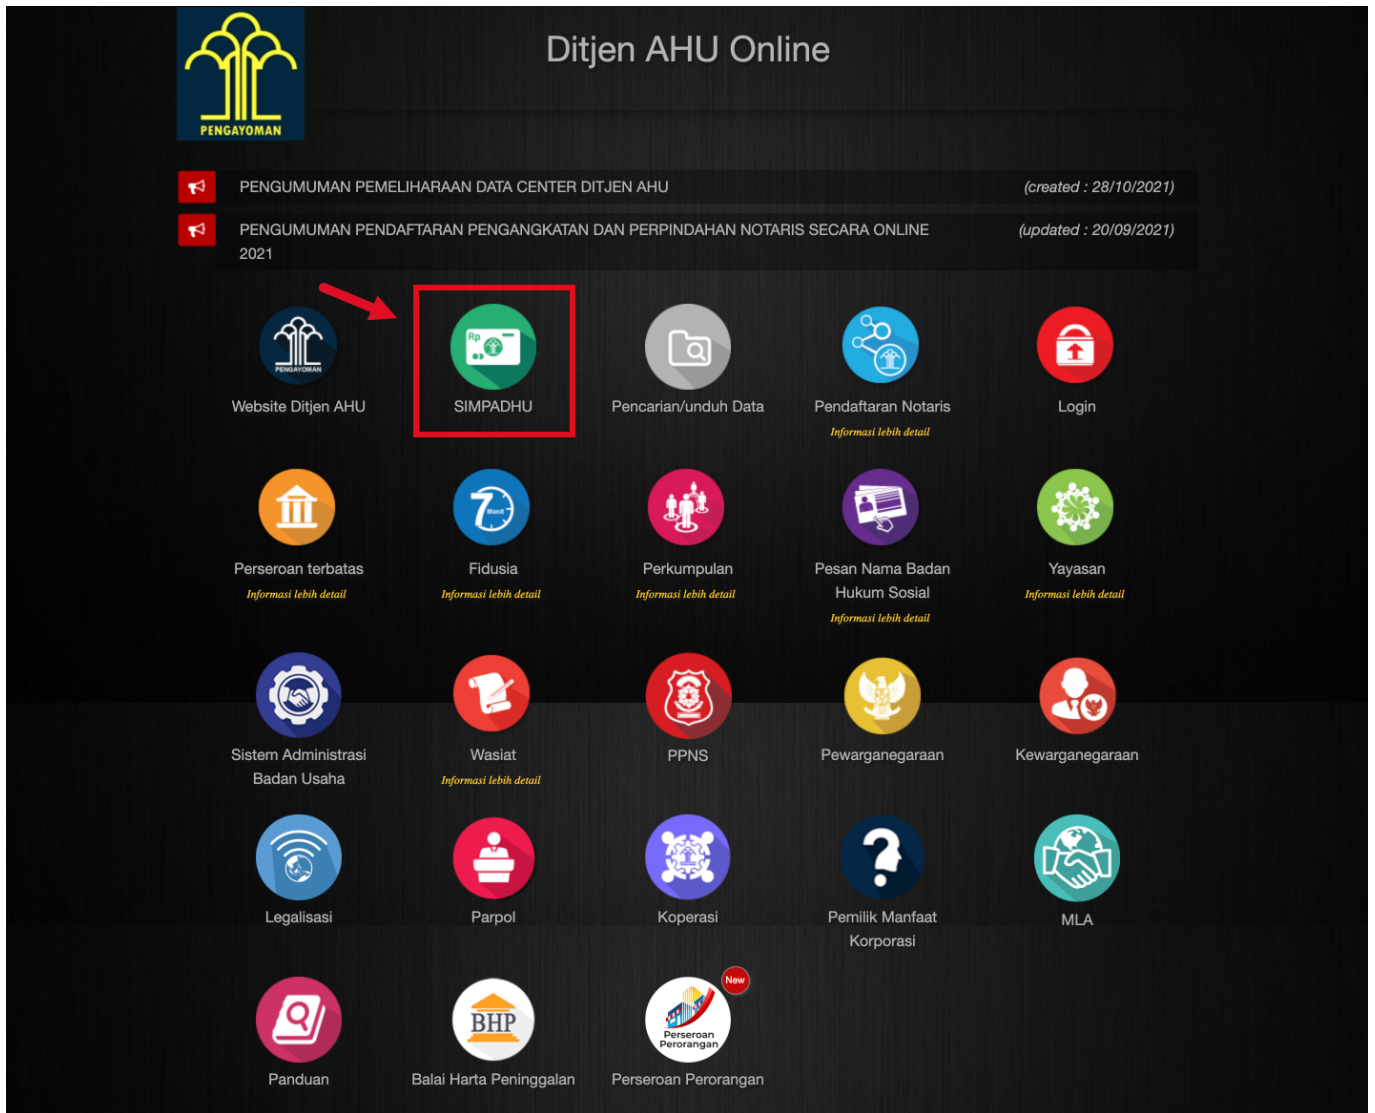 PENGAYOMAN
Ditjen AHU Online
PENGUMUMAN PEMELIHARAAN DATA CENTER DITJEN AHU
(created : 28/10/2021)
PENGUMUMAN PENDAFTARAN PENGANGKATAN DAN PERPINDAHAN NOTARIS SECARA ONLINE
2021
(updated : 20/09/2021)
PENGAYOMAN
Website Ditjen AHU
Rp
SIMPADHU
Pencarian/unduh Data
Pendaftaran Notaris
Informasi lebih detail
Login
Perseroan terbatas
Informasi lebih detail
7 Menit
Fidusia
Informasi lebih detail
Perkumpulan
Informasi lebih detail
Pesan Nama Badan
Hukum Sosial
Informasi lebih detail
Yayasan
Informasi lebih detail
Sistem Administrasi
Badan Usaha
Wasiat
Informasi lebih detail
PPNS
Pewarganegaraan
Kewarganegaraan
Legalisasi
Parpol
Koperasi
?
Pemilik Manfaat
Korporasi
MLA
Panduan
BHP
Balai Harta Peninggalan
New
Perseroan
Perorangan
Perseroan Perorangan